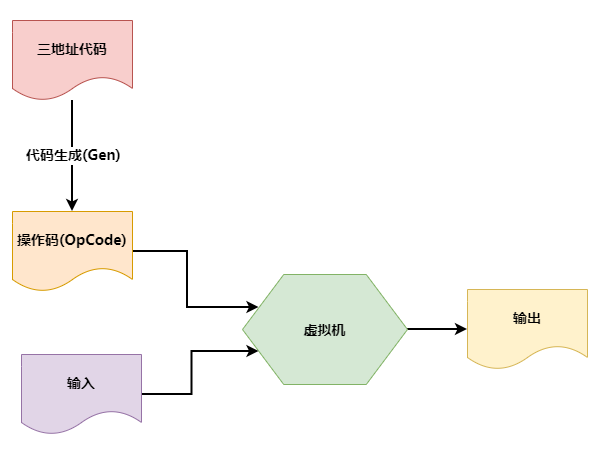 三地址代码
代码生成(Gen)
操作码(OpCode)
虚拟机
输出
输入